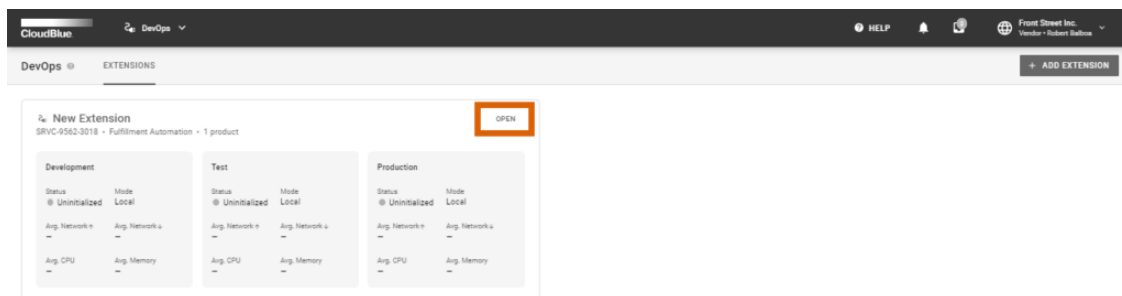 CloudBlue. DevOps HELP Front Street Inc.
Vendor • Robert Balboa
DevOps EXTENSIONS + ADD EXTENSION
New Extension OPEN
SRVC-9562-3018 • Fulfillment Automation • 1 product
Development Test Production
Status Mode Status Mode Status Mode
Uninitialized Local Uninitialized Local Uninitialized Local
Avg. Network↑ Avg. Network↓ Avg. Network↑ Avg. Network↓ Avg. Network↑ Avg. Network↓
– – – – – –
Avg. CPU Avg. Memory Avg. CPU Avg. Memory Avg. CPU Avg. Memory
– – – – – –